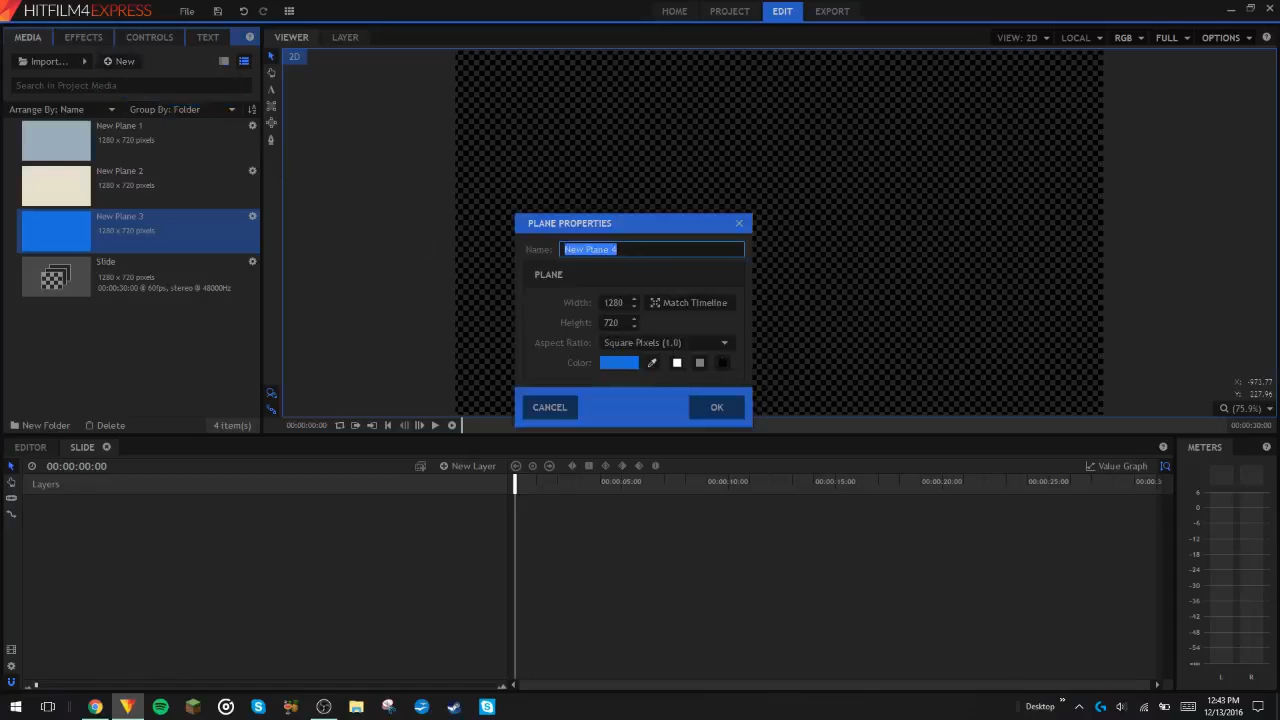 HITFILM4EXPRESS
File
HOME
PROJECT
EDIT
EXPORT
MEDIA
EFFECTS
CONTROLS
TEXT
VIEWER
LAYER
VIEW: 2D
LOCAL
RGB
FULL
OPTIONS
Import...
New
2D
Search in Project Media
Arrange By: Name
Group By: Folder
New Plane 1
1280 x 720 pixels
New Plane 2
1280 x 720 pixels
New Plane 3
1280 x 720 pixels
Slide
1280 x 720 pixels
00:00:30:00 @ 60fps, stereo @ 48000Hz
PLANE PROPERTIES
Name: New Plane 4
PLANE
Width: 1280
Match Timeline
Height: 720
Aspect Ratio: Square Pixels (1.0)
Color:
CANCEL
OK
X: -973.77
Y: 227.96
(75.9%)
New Folder
Delete
4 item(s)
00:00:00:00
00:00:30:00
EDITOR
SLIDE
METERS
00:00:00:00
New Layer
Value Graph
Layers
00:00:05:00
00:00:10:00
00:00:15:00
00:00:20:00
00:00:25:00
00:00:3
6
0
-6
-12
-18
-24
-30
-36
-42
-48
-54
-∞
L
R
Desktop
12:43 PM
12/13/2016